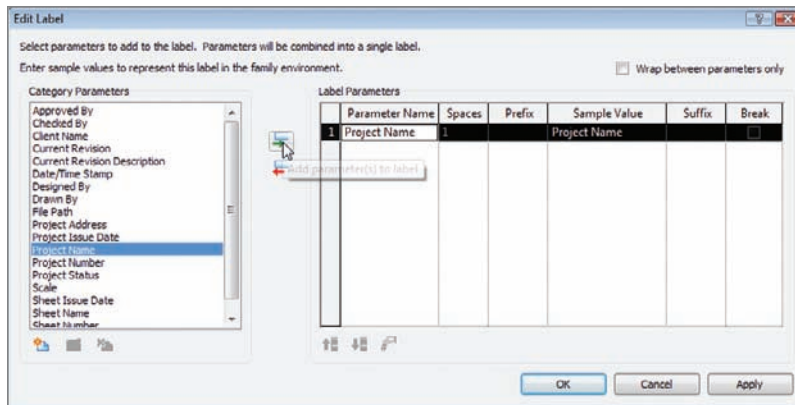 Edit Label
Select parameters to add to the label. Parameters will be combined into a single label.
Enter sample values to represent this label in the family environment.
Wrap between parameters only
Category Parameters
Approved By
Checked By
Client Name
Current Revision
Current Revision Description
Date/Time Stamp
Designed By
Drawn By
File Path
Project Address
Project Issue Date
Project Name
Project Number
Project Status
Scale
Sheet Issue Date
Sheet Name
Sheet Number
Add parameter(s) to label
Label Parameters
Parameter Name Spaces Prefix Sample Value Suffix Break
1 Project Name 1 Project Name
OK Cancel Apply